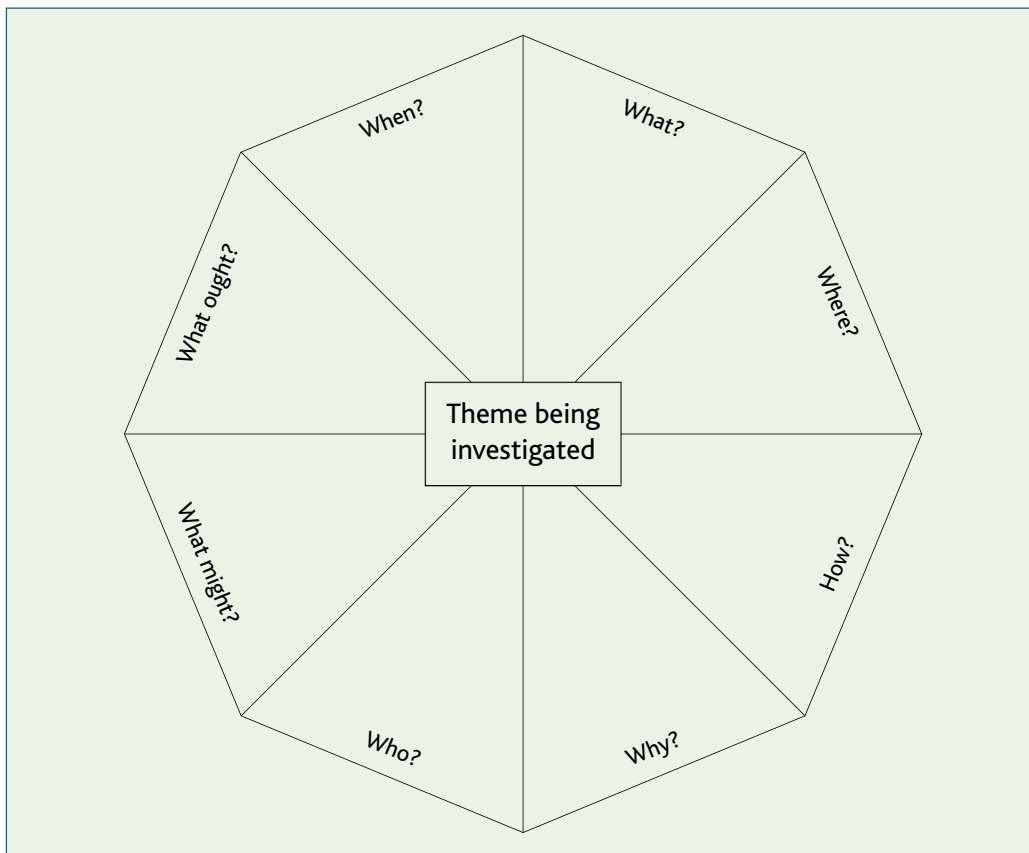 When?
What?
What ought?
Where?
Theme being
investigated
What might?
How?
Who?
Why?